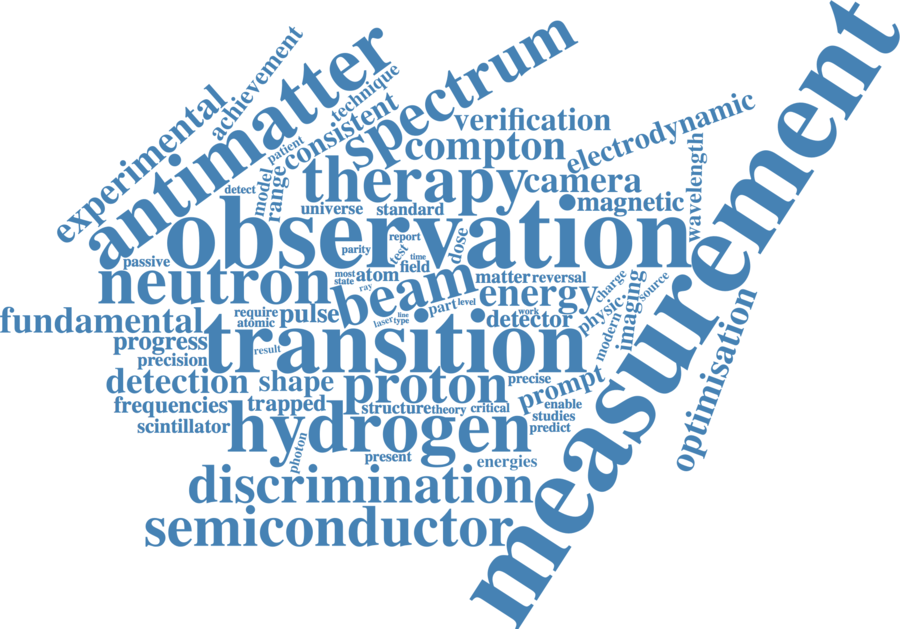 measurement
achievement
antimatter
spectrum
experimental
technique
consistent
verification
patient
compton
electrodynamic
model
range
detect
therapy
camera
wavelength
universe
standard
magnetic
observation
passive
parity
report
test
time
dose
field
neutron
most
state
atom
ray
beam
matter
reversal
energy
charge
source
imaging
physic
modern
fundamental
require
atomic
pulse
laser
line
type
part
level
work
detector
progress
transition
result
precision
optimisation
detection
shape
proton
precise
prompt
frequencies
trapped
structure
theory
critical
enable
studies
predict
scintillator
hydrogen
photon
present
energies
discrimination
semiconductor